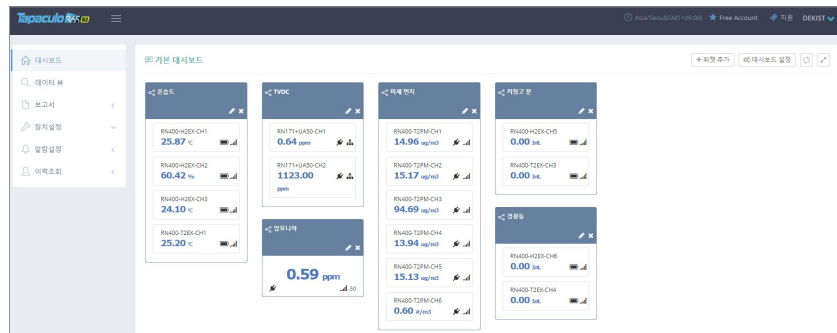 Tapaculo
Asia/Seoul(GMT+09:00) Free Account 지원 DEKIST
대시보드
데이터 뷰
보고서
장치설정
알람설정
이력조회
기본 대시보드
+ 위젯 추가 대시보드 설정
온습도
RN400-H2EX-CH1
25.87 ℃
RN400-H2EX-CH2
60.42 %
RN400-H2EX-CH3
24.10 ℃
RN400-T2EX-CH1
25.20 ℃
TVOC
RN171+UA50-CH1
0.64 ppm
RN171+UA50-CH2
1123.00
ppm
암모니아
0.59 ppm
-50
미세 먼지
RN400-T2PM-CH1
14.96 ug/m3
RN400-T2PM-CH2
15.17 ug/m3
RN400-T2PM-CH3
94.69 ug/m3
RN400-T2PM-CH4
13.94 ug/m3
RN400-T2PM-CH5
15.13 ug/m3
RN400-T2PM-CH6
0.60 #/m3
저장고 문
RN400-H2EX-CH5
0.00 Int.
RN400-T2EX-CH3
0.00 Int.
경광등
RN400-H2EX-CH6
0.00 Int.
RN400-T2EX-CH4
0.00 Int.